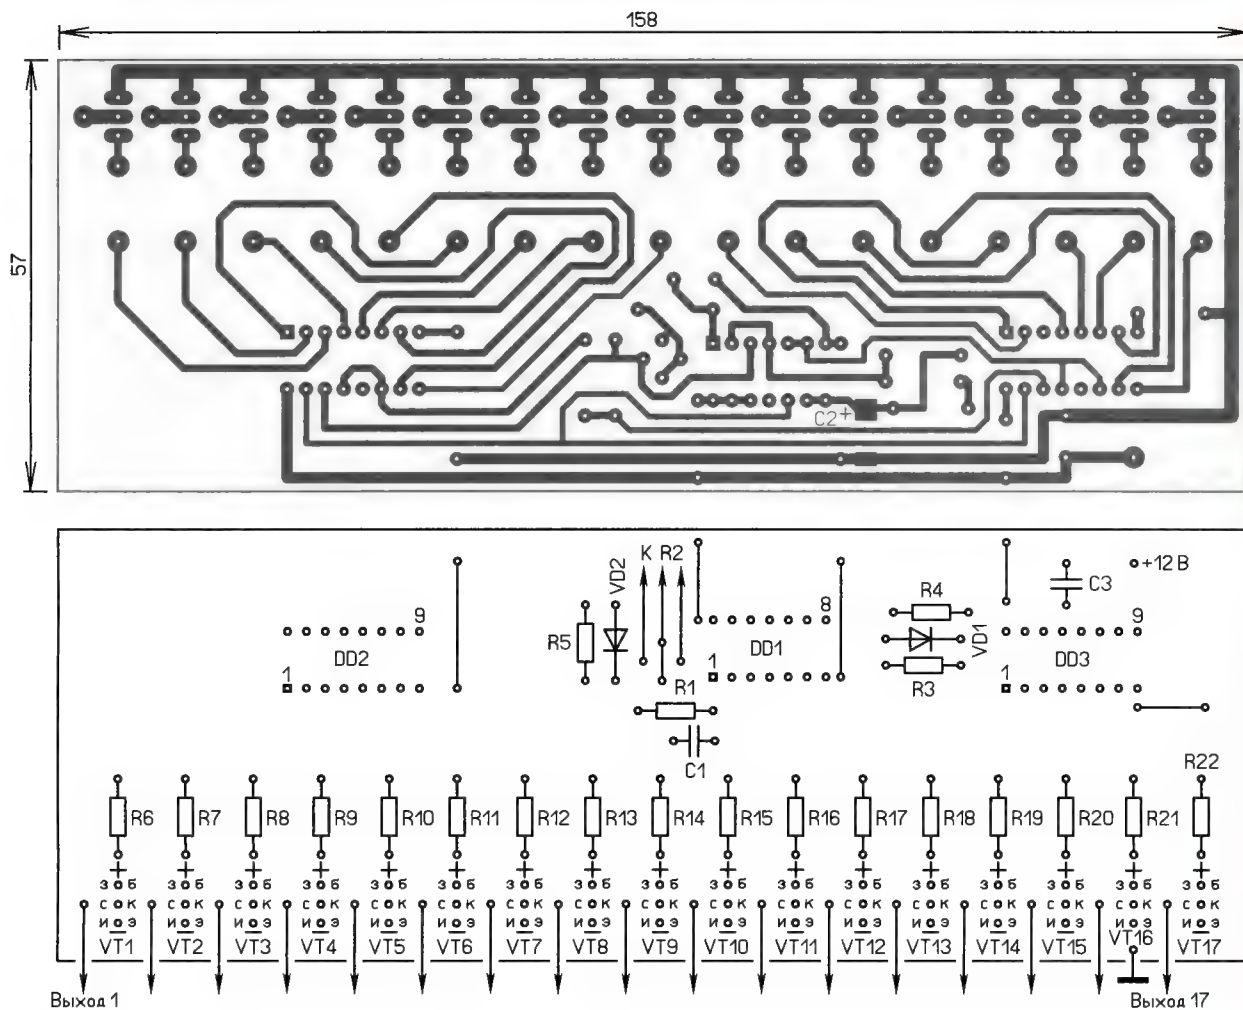 158
57
C2+
K R2
VD2
R5
1
DD2
9
1
DD1
8
R1
C1
R4
VD1
R3
C3
+12 В
1
DD3
9
R6 R7 R8 R9 R10 R11 R12 R13 R14 R15 R16 R17 R18 R19 R20 R21 R22
+ + + + + + + + + + + + + + + + +
з б з б з б з б з б з б з б з б з б з б з б з б з б з б з б з б з б
с к с к с к с к с к с к с к с к с к с к с к с к с к с к с к с к с к
и э и э и э и э и э и э и э и э и э и э и э и э и э и э и э и э и э
VT1 VT2 VT3 VT4 VT5 VT6 VT7 VT8 VT9 VT10 VT11 VT12 VT13 VT14 VT15 VT16 VT17
Выход 1
Выход 17